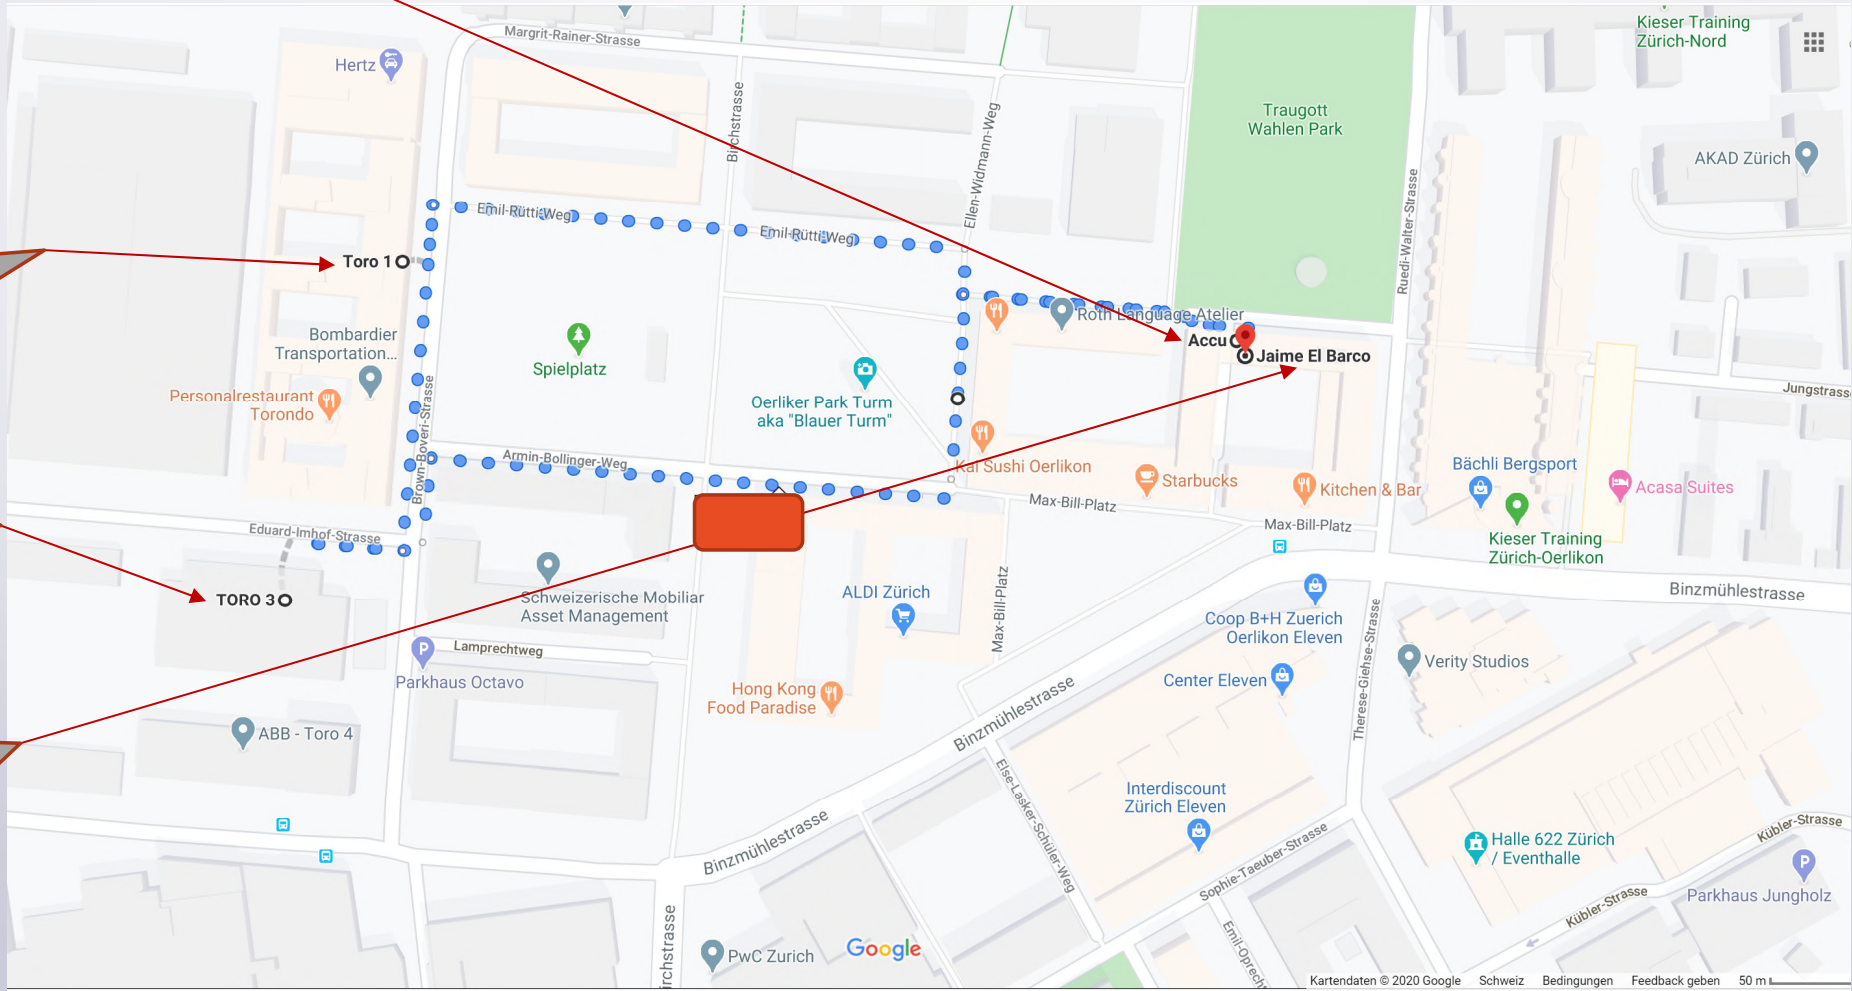 Margrit-Rainer-Strasse
Kieser Training
Zürich-Nord
Hertz
Birchstrasse
Ellen-Widmann-Weg
Traugott
Wahlen Park
AKAD Zürich
Ruedi-Walter-Strasse
Emil-Rütti-Weg
Emil-Rütti-Weg
Toro 1
Roth Language Atelier
Accu
Jaime El Barco
Bombardier
Transportation...
Spielplatz
Personalrestaurant
Torondo
Oerliker Park Turm
aka "Blauer Turm"
Jungstrasse
Brown-Boveri-Strasse
Armin-Bollinger-Weg
Kai Sushi Oerlikon
Starbucks
Kitchen & Bar
Bächli Bergsport
Acasa Suites
Max-Bill-Platz
Max-Bill-Platz
Eduard-Imhof-Strasse
Kieser Training
Zürich-Oerlikon
TORO 3
Schweizerische Mobiliar
Asset Management
ALDI Zürich
Max-Bill-Platz
Binzmühlestrasse
Coop B+H Zuerich
Oerlikon Eleven
Therese-Giehse-Strasse
Verity Studios
Lamprechtweg
Parkhaus Octavo
Hong Kong
Food Paradise
Center Eleven
ABB - Toro 4
Binzmühlestrasse
Else-Lasker-Schüler-Weg
Interdiscount
Zürich Eleven
Binzmühlestrasse
Sophie-Taeuber-Strasse
Halle 622 Zürich
/ Eventhalle
Kübler-Strasse
Kübler-Strasse
Parkhaus Jungholz
irchstrasse
PwC Zurich
Google
Emil-Oprecht
Kartendaten © 2020 Google Schweiz Bedingungen Feedback geben 50 m